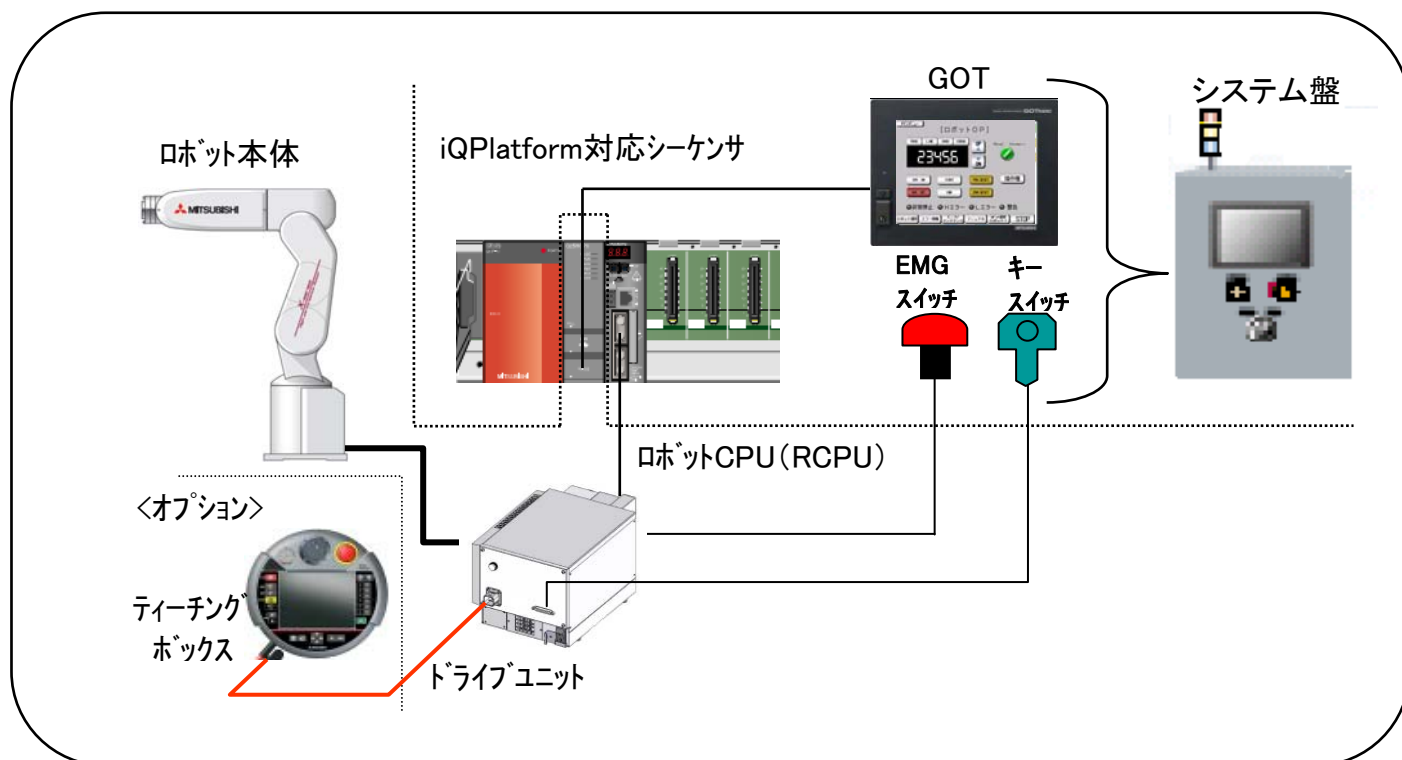 GOT
システム盤
ロボット本体
iQPlatform対応シーケンサ
MITSUBISHI
[ロボットOP]
23456
STOP
EMG
スイッチ
キー
スイッチ
MITSUBISHI
ロボットCPU(RCPU)
<オプション>
ティーチング
ボックス
ドライブユニット